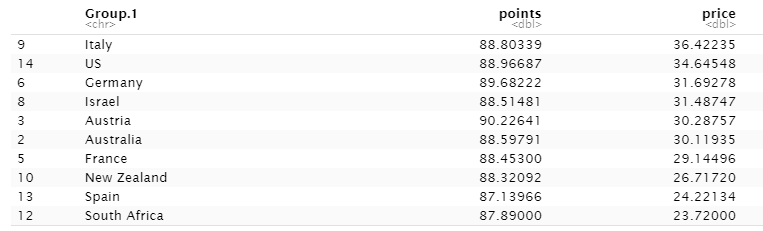 Group.1 points price
<chr> <dbl> <dbl>
9 Italy 88.80339 36.42235
14 US 88.96687 34.64548
6 Germany 89.68222 31.69278
8 Israel 88.51481 31.48747
3 Austria 90.22641 30.28757
2 Australia 88.59791 30.11935
5 France 88.45300 29.14496
10 New Zealand 88.32092 26.71720
13 Spain 87.13966 24.22134
12 South Africa 87.89000 23.72000